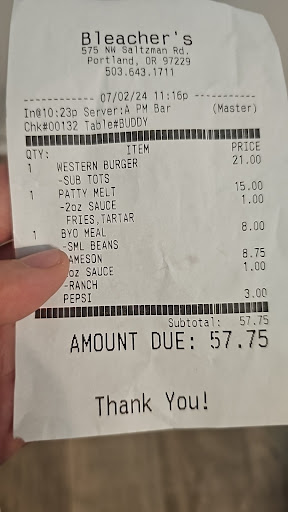 Bleacher's
575 NW Saltzman Rd.
Portland, OR 97229
503.643.1711
---------- 07/02/24 11:16p ----------
In@10:23p Server:A PM Bar (Master)
Chk#00132 Table#BUDDY
QTY: ITEM PRICE
1 WESTERN BURGER 21.00
-SUB TOTS
1 PATTY MELT 15.00
-2oz SAUCE 1.00
FRIES,TARTAR
1 BYO MEAL 8.00
-SML BEANS
AMESON 8.75
oz SAUCE 1.00
-RANCH
PEPSI 3.00
Subtotal: 57.75
AMOUNT DUE: 57.75
Thank You!